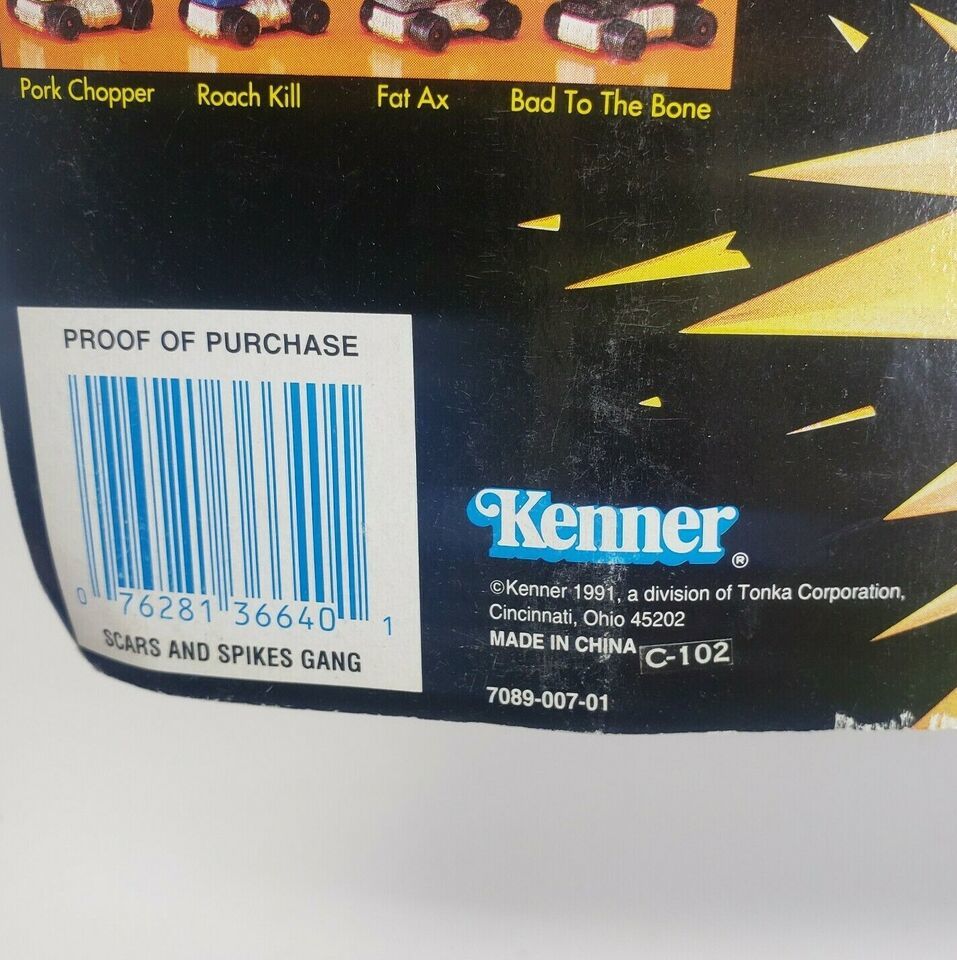 Pork Chopper Roach Kill Fat Ax Bad To The Bone
PROOF OF PURCHASE
0 76281 36640 1
SCARS AND SPIKES GANG
Kenner®
©Kenner 1991, a division of Tonka Corporation,
Cincinnati, Ohio 45202
MADE IN CHINA C-102
7089-007-01